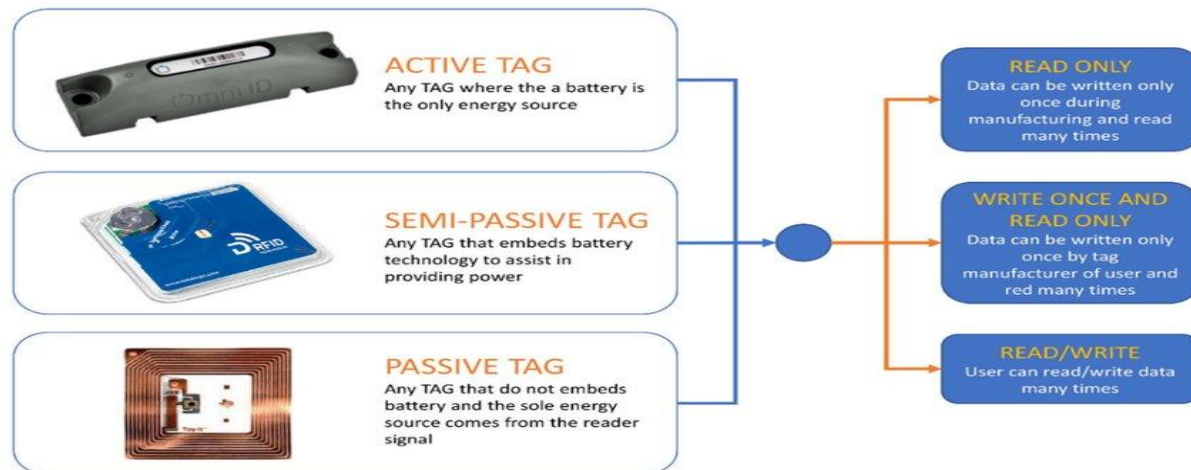 ACTIVE TAG
Any TAG where the a battery is
the only energy source
OmniID
SEMI-PASSIVE TAG
Any TAG that embeds battery
technology to assist in
providing power
RFID
PASSIVE TAG
Any TAG that do not embeds
battery and the sole energy
source comes from the reader
signal
Tag-it
READ ONLY
Data can be written only
once during
manufacturing and read
many times
WRITE ONCE AND
READ ONLY
Data can be written only
once by tag
manufacturer of user and
red many times
READ/WRITE
User can read/write data
many times